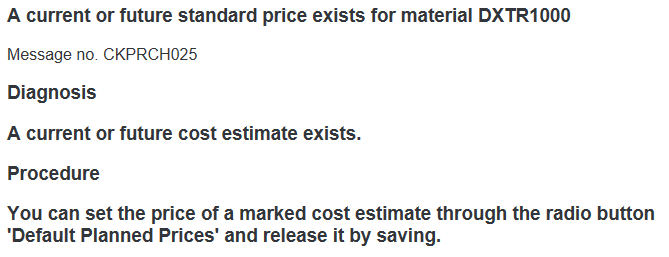 A current or future standard price exists for material DXTR1000
Message no. CKPRCH025
Diagnosis
A current or future cost estimate exists.
Procedure
You can set the price of a marked cost estimate through the radio button
'Default Planned Prices' and release it by saving.